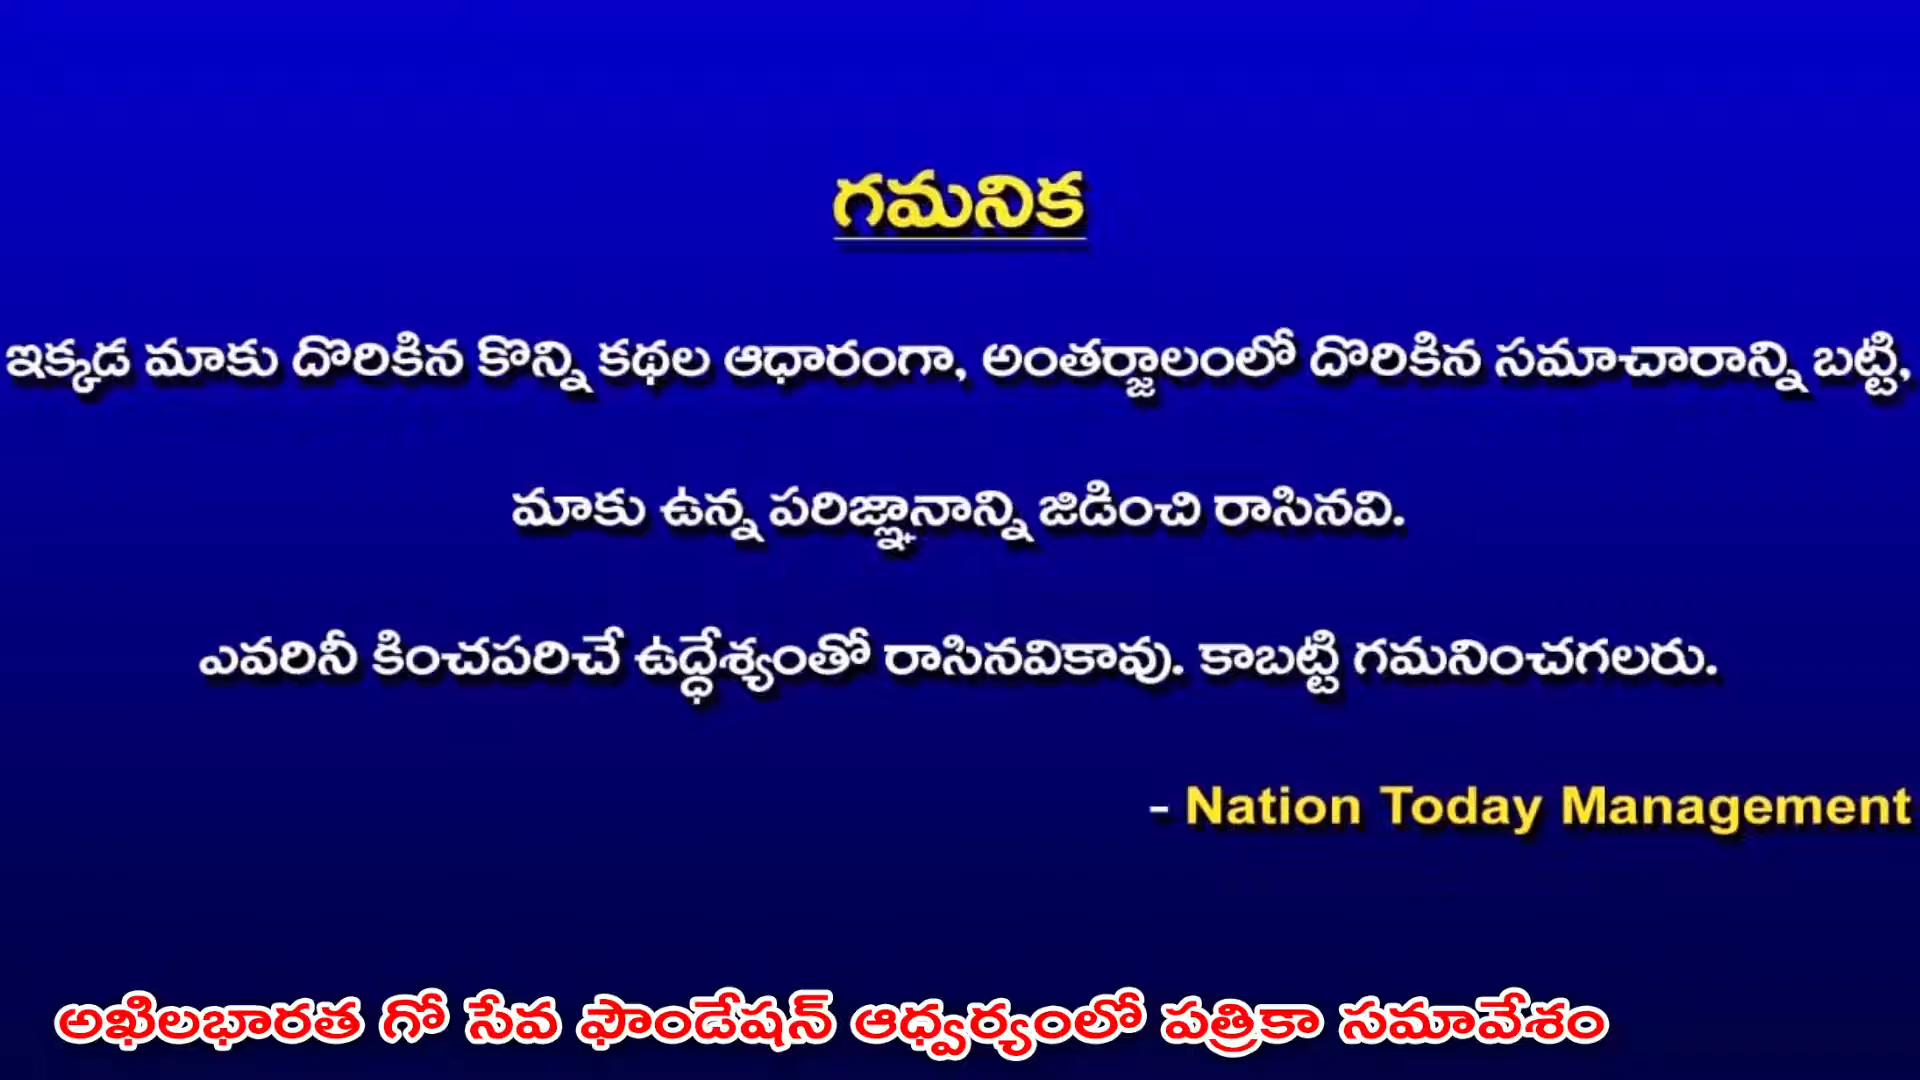 గమనిక
ఇక్కడ మాకు దొరికిన కొన్ని కథల ఆధారంగా, అంతర్జాలంలో దొరికిన సమాచారాన్ని బట్టి,
మాకు ఉన్న పరిజ్ఞానాన్ని జిడించి రాసినవి.
ఎవరినీ కించపరిచే ఉద్ధేశ్యంతో రాసినవికావు. కాబట్టి గమనించగలరు.
- Nation Today Management
అఖిలభారత గో సేవ ఫౌండేషన్ ఆధ్వర్యంలో పత్రికా సమావేశం